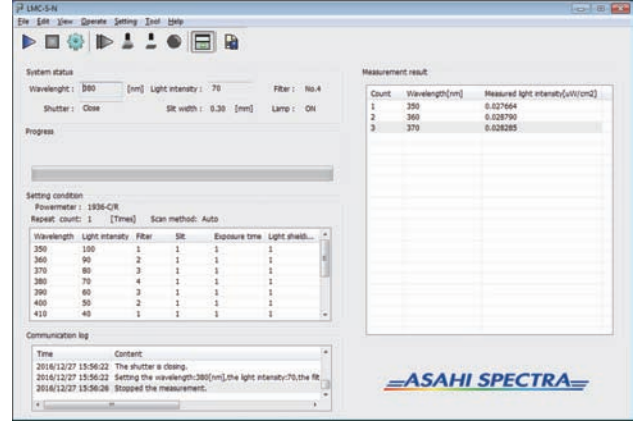 LMC-S-N
File Edit View Operate Setting Tool Help
System status
Wavelenght : 380 [nm] Light intensity : 70 Filter : No.4
Shutter : Close Slit width : 0.30 [nm] Lamp : ON
Progress
Setting condition
Powermeter : 1936-C/R
Repeat count: 1 [Times] Scan method: Auto
Wavelength Light intensity Filter Slit Exposure time Light shieldi...
350 100 1 1 1 1
360 90 2 1 1 1
370 80 3 1 1 1
380 70 4 1 1 1
390 60 3 1 1 1
400 50 2 1 1 1
410 40 1 1 1 1
Communication log
Time Content
2016/12/27 15:56:22 The shutter is closing.
2016/12/27 15:56:22 Setting the wavelength:380[nm],the light intensity:70,the filt
2016/12/27 15:56:26 Stopped the measurement.
Measurement result
Count Wavelength[nm] Measured light intensity[uW/cm2]
1 350 0.027664
2 360 0.028790
3 370 0.028285
ASAHI SPECTRA